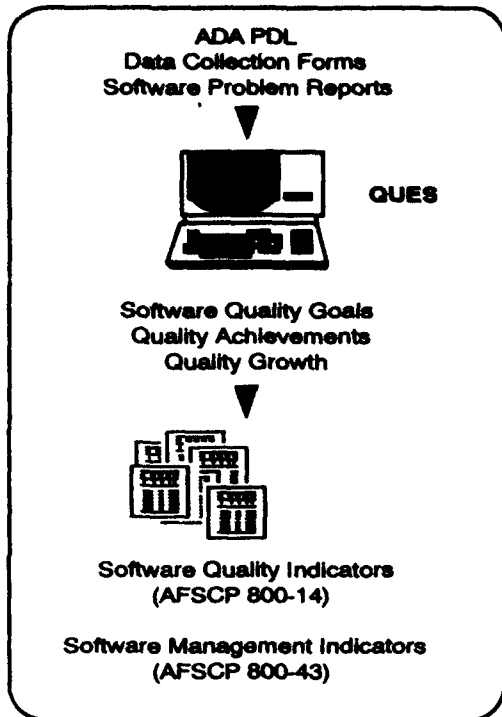 ADA PDL
Data Collection Forms
Software Problem Reports
QUES
Software Quality Goals
Quality Achievements
Quality Growth
Software Quality Indicators
(AFSCP 800-14)
Software Management Indicators
(AFSCP 800-43)